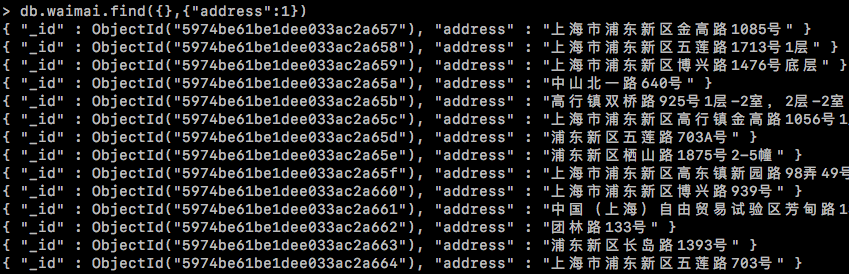 > db.waimai.find({},{"address":1})
{ "_id" : ObjectId("5974be61be1dee033ac2a657"), "address" : "上海市浦东新区金高路1085号" }
{ "_id" : ObjectId("5974be61be1dee033ac2a658"), "address" : "上海市浦东新区五莲路1713号1层" }
{ "_id" : ObjectId("5974be61be1dee033ac2a659"), "address" : "上海市浦东新区博兴路1476号底层" }
{ "_id" : ObjectId("5974be61be1dee033ac2a65a"), "address" : "中山北一路640号" }
{ "_id" : ObjectId("5974be61be1dee033ac2a65b"), "address" : "高行镇双桥路925号1层-2室, 2层-2室
{ "_id" : ObjectId("5974be61be1dee033ac2a65c"), "address" : "上海市浦东新区高行镇金高路1056号1
{ "_id" : ObjectId("5974be61be1dee033ac2a65d"), "address" : "浦东新区五莲路703A号" }
{ "_id" : ObjectId("5974be61be1dee033ac2a65e"), "address" : "浦东新区栖山路1875号2-5幢" }
{ "_id" : ObjectId("5974be61be1dee033ac2a65f"), "address" : "上海市浦东新区高东镇新园路98弄49号
{ "_id" : ObjectId("5974be61be1dee033ac2a660"), "address" : "上海市浦东新区博兴路939号" }
{ "_id" : ObjectId("5974be61be1dee033ac2a661"), "address" : "中国（上海）自由贸易试验区芳甸路1
{ "_id" : ObjectId("5974be61be1dee033ac2a662"), "address" : "团林路133号" }
{ "_id" : ObjectId("5974be61be1dee033ac2a663"), "address" : "浦东新区长岛路1393号" }
{ "_id" : ObjectId("5974be61be1dee033ac2a664"), "address" : "上海市浦东新区五莲路703号" }